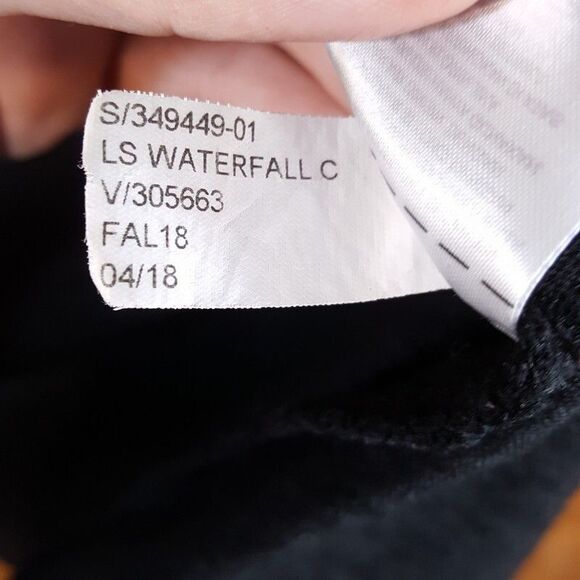 S/349449-01
LS WATERFALL C
V/305663
FAL18
04/18